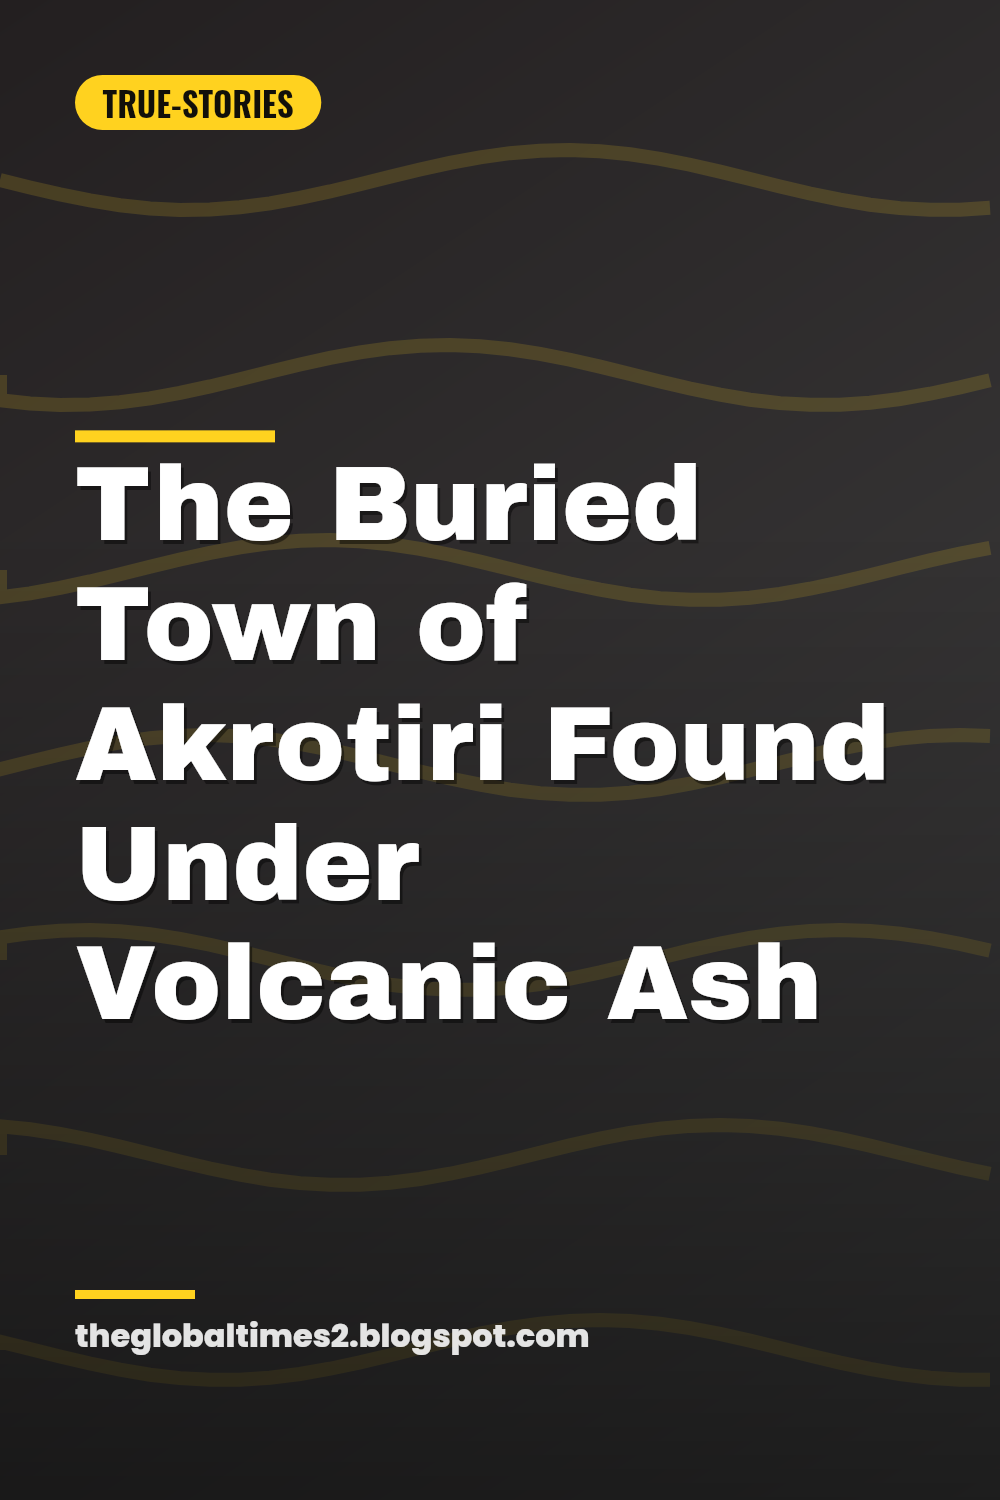 TRUE-STORIES
The Buried
Town of
Akrotiri Found
Under
Volcanic Ash
theglobaltimes2.blogspot.com